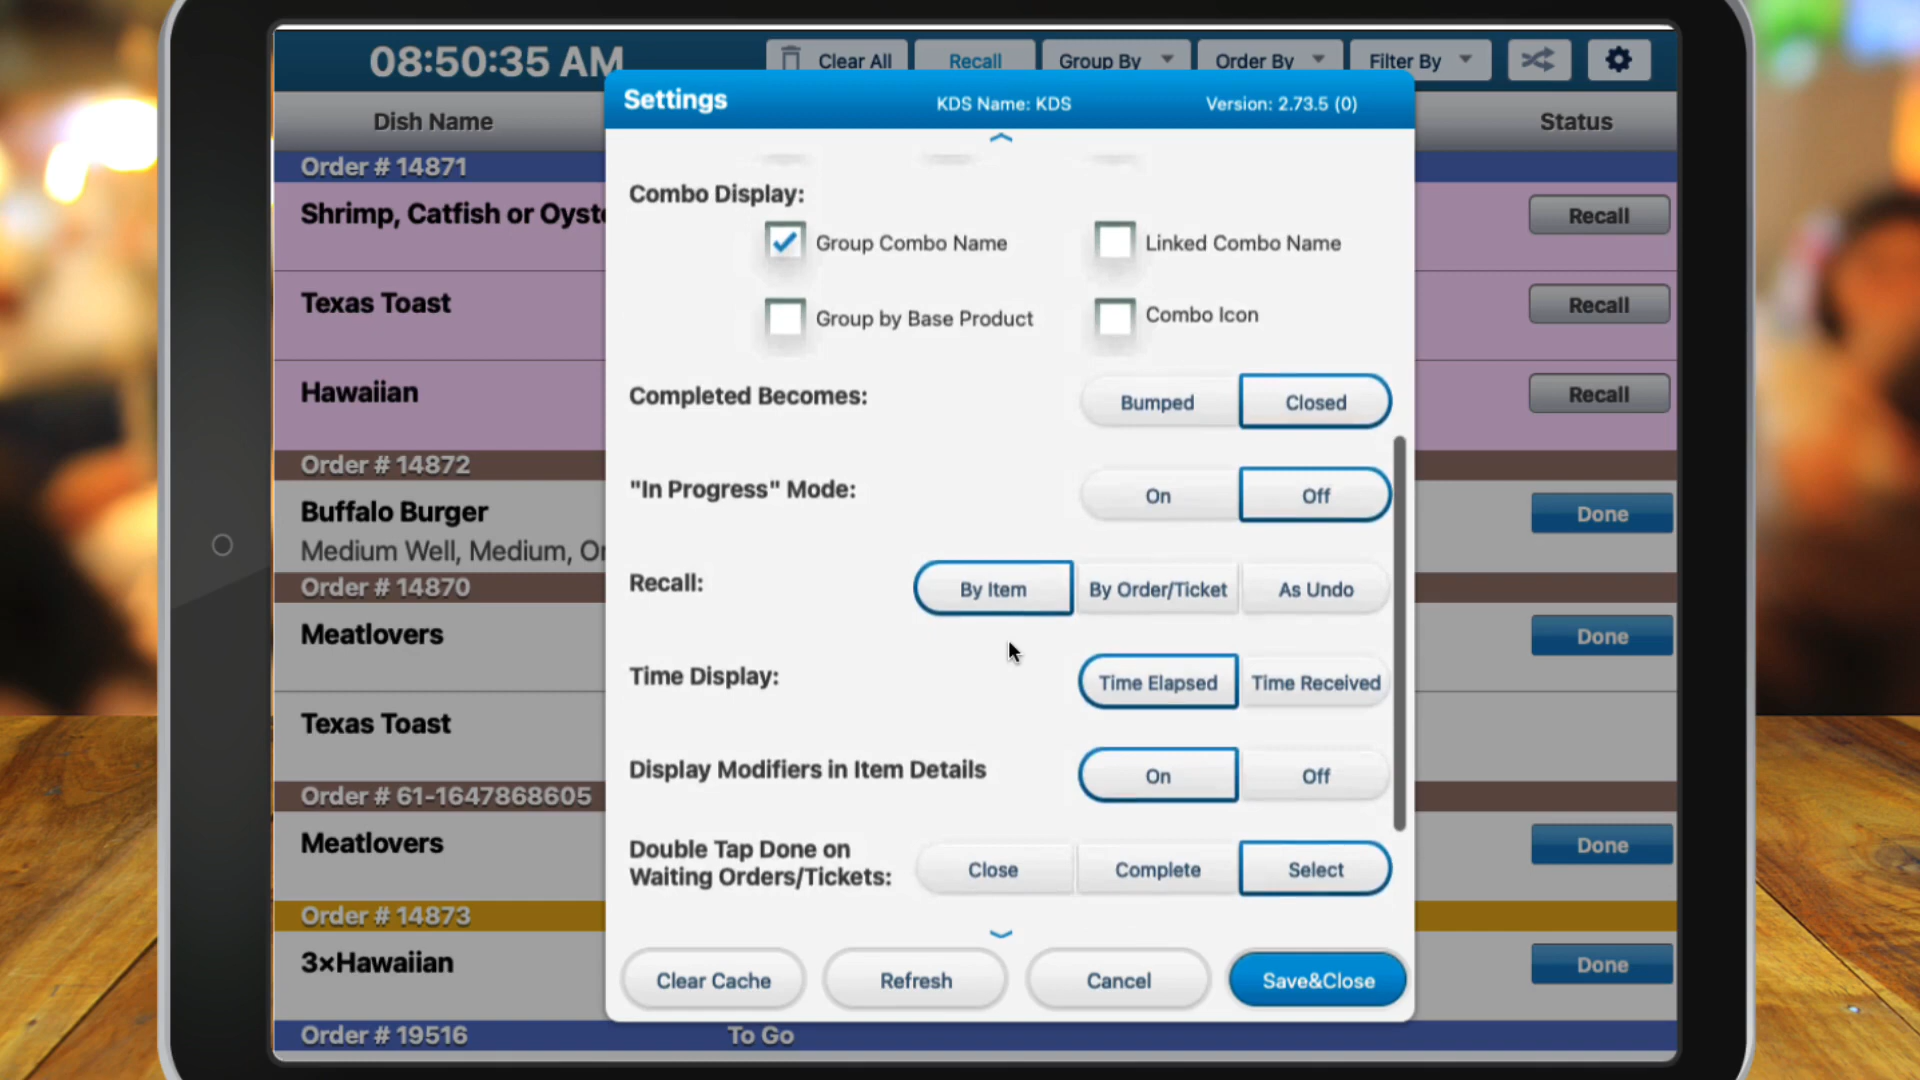 08:50:35 AM
Clear All
Recall
Group By
Order By
Filter By
Settings
KDS Name: KDS
Version: 2.73.5 (0)
Dish Name
Status
Order # 14871
Shrimp, Catfish or Oyst
Recall
Texas Toast
Recall
Hawaiian
Recall
Order # 14872
Buffalo Burger
Medium Well, Medium,
Done
Order # 14870
Meatlovers
Done
Texas Toast
Order # 61-1647868605
Meatlovers
Done
Order # 14873
3×Hawaiian
Done
Order # 19516
To Go
Combo Display:
Group Combo Name
Linked Combo Name
Group by Base Product
Combo Icon
Completed Becomes:
Bumped
Closed
"In Progress" Mode:
On
Off
Recall:
By Item
By Order/Ticket
As Undo
Time Display:
Time Elapsed
Time Received
Display Modifiers in Item Details
On
Off
Double Tap Done on
Waiting Orders/Tickets:
Close
Complete
Select
Clear Cache
Refresh
Cancel
Save&Close